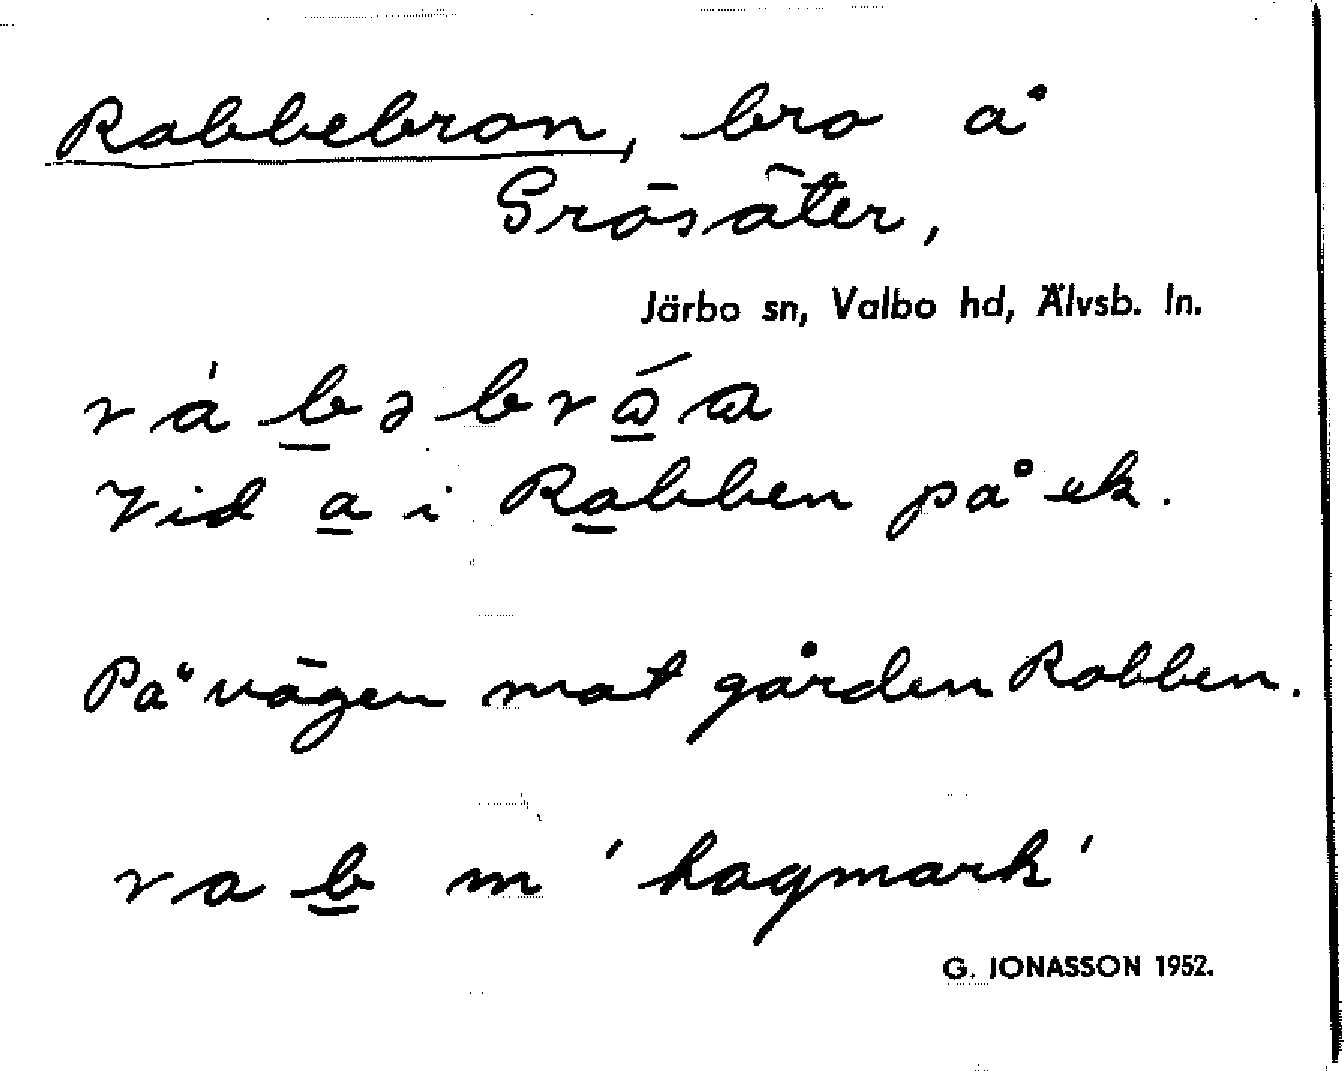 Rabbebron, bro å
Grösäter,
Järbo sn, Valbo hd, Älvsb. ln.
Vid a i Rabben på ek.
På vägen mot gården Rabben.
rab m 'hagmark'
G. JONASSON 1952.